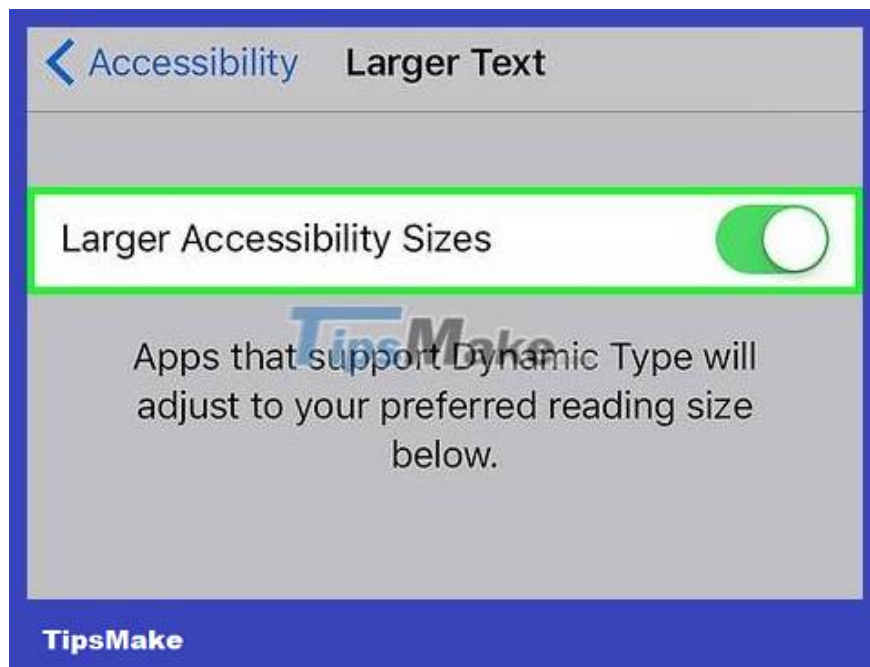 Accessibility Larger Text
Larger Accessibility Sizes
TipsMake
Apps that support Dynamic Type will
adjust to your preferred reading size
below.
TipsMake